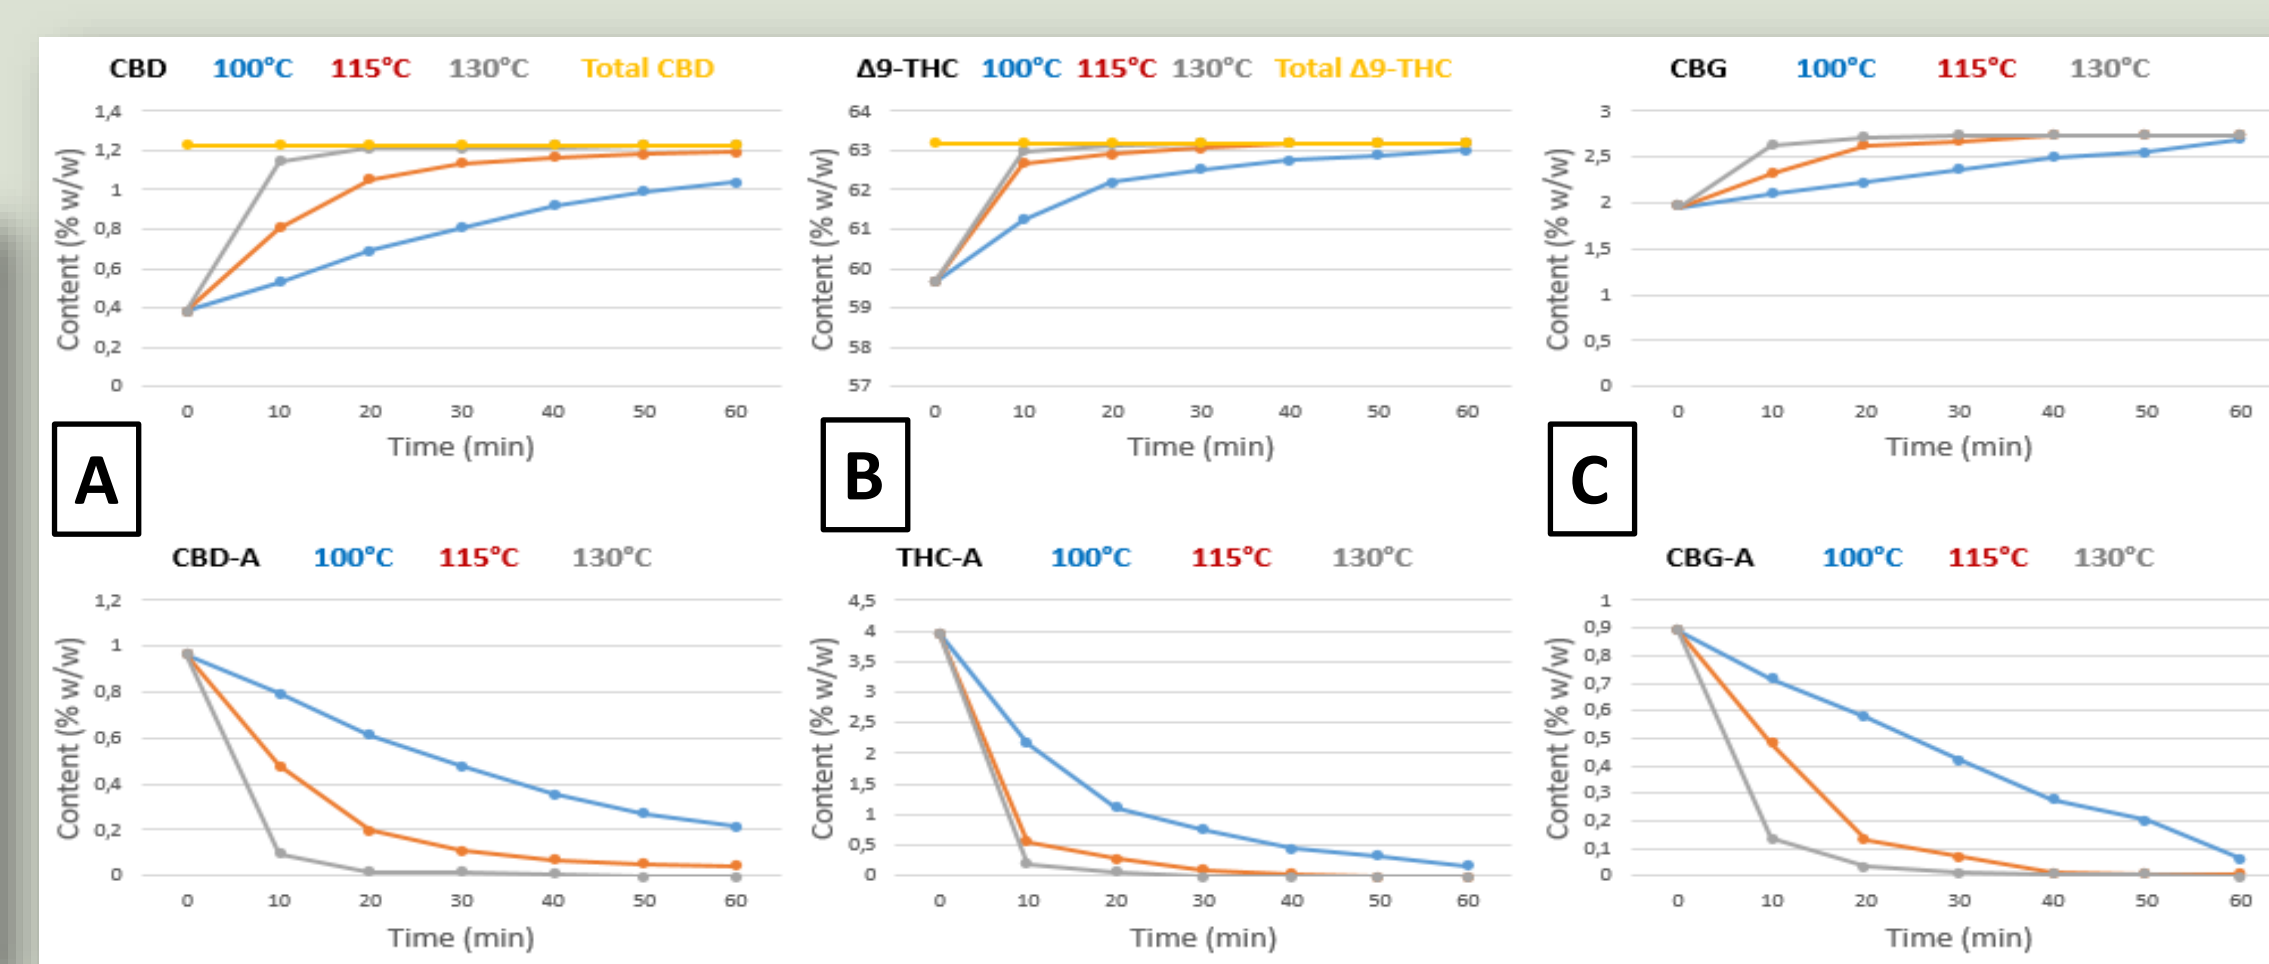 CBD 100°C 115°C 130°C Total CBD
Content (% w/w)
1,4
1,2
1
0,8
0,6
0,4
0,2
0
0 10 20 30 40 50 60
Time (min)
A
Δ9-THC 100°C 115°C 130°C Total Δ9-THC
Content (% w/w)
64
63
62
61
60
59
58
57
0 10 20 30 40 50 60
Time (min)
B
CBG 100°C 115°C 130°C
Content (% w/w)
3
2,5
2
1,5
1
0,5
0
0 10 20 30 40 50 60
Time (min)
C
CBD-A 100°C 115°C 130°C
Content (% w/w)
1,2
1
0,8
0,6
0,4
0,2
0
0 10 20 30 40 50 60
Time (min)
THC-A 100°C 115°C 130°C
Content (% w/w)
4,5
4
3,5
3
2,5
2
1,5
1
0,5
0
0 10 20 30 40 50 60
Time (min)
CBG-A 100°C 115°C 130°C
Content (% w/w)
1
0,9
0,8
0,7
0,6
0,5
0,4
0,3
0,2
0,1
0
0 10 20 30 40 50 60
Time (min)